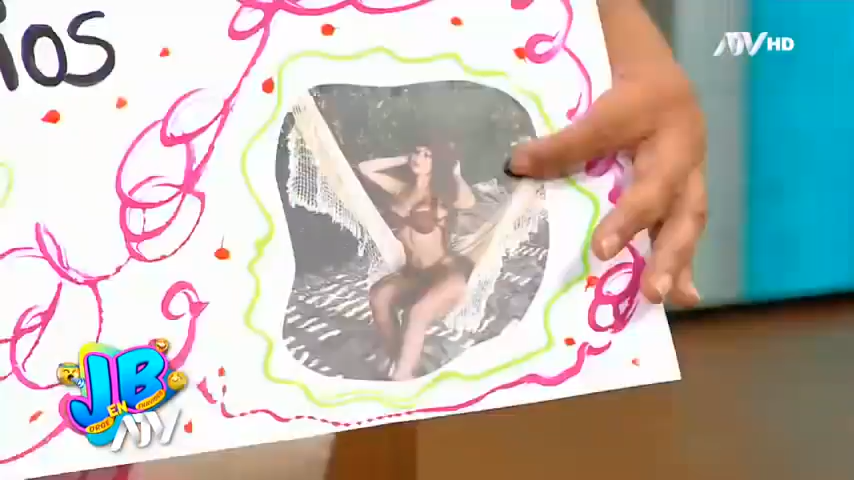 ios
ATV HD
JB
EN
ATV